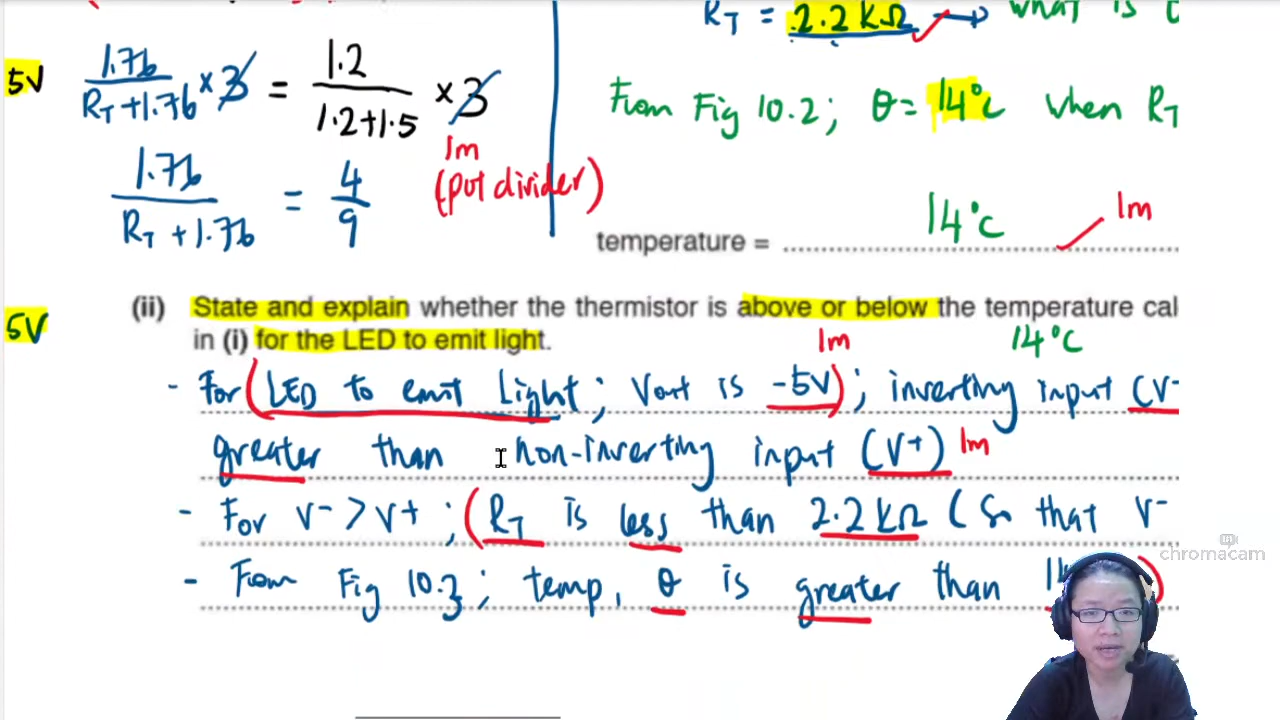 RT = 2.2 kΩ → what is
5V
1.76 / RT + 1.76 × 3 = 1.2 / 1.2+1.5 × 3
From Fig 10.2; θ = 14°C when RT
1m
(pot divider)
1.76 / RT + 1.76 = 4 / 9
14°C 1m
temperature = ..........
5V
(ii) State and explain whether the thermistor is above or below the temperature cal
in (i) for the LED to emit light.
1m 14°C
- For (LED to emit Light; Vout is -5V); inverting input (V-
greater than non-inverting input (V+) 1m
- For V- > V+ ; (RT is less than 2.2 kΩ (so that V-
- From Fig 10.3; temp, θ is greater than )
chromacam